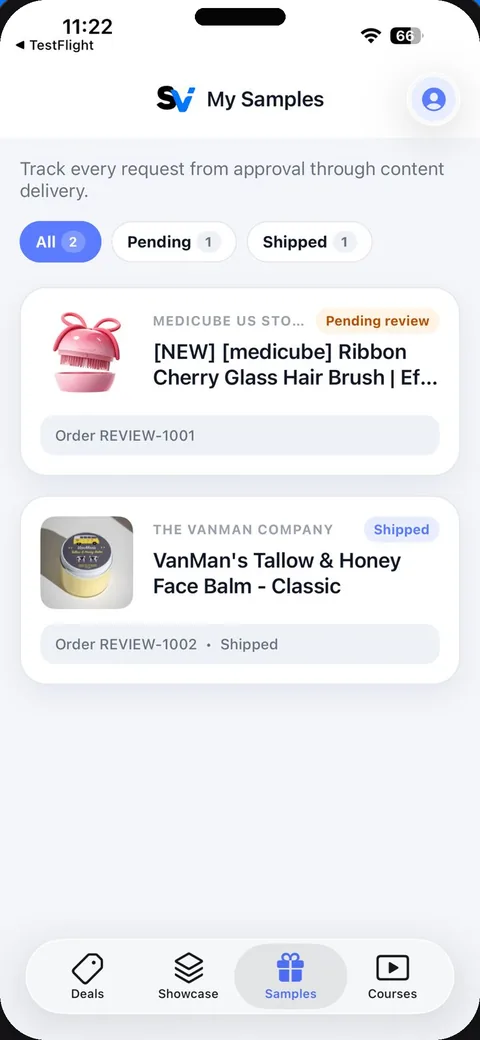 11:22
66
◀ TestFlight
SV My Samples
Track every request from approval through content
delivery.
All 2
Pending 1
Shipped 1
MEDICUBE US STO...
Pending review
[NEW] [medicube] Ribbon
Cherry Glass Hair Brush | Ef...
Order REVIEW-1001
THE VANMAN COMPANY
Shipped
VanMan's Tallow & Honey
Face Balm - Classic
Order REVIEW-1002 • Shipped
Deals
Showcase
Samples
Courses